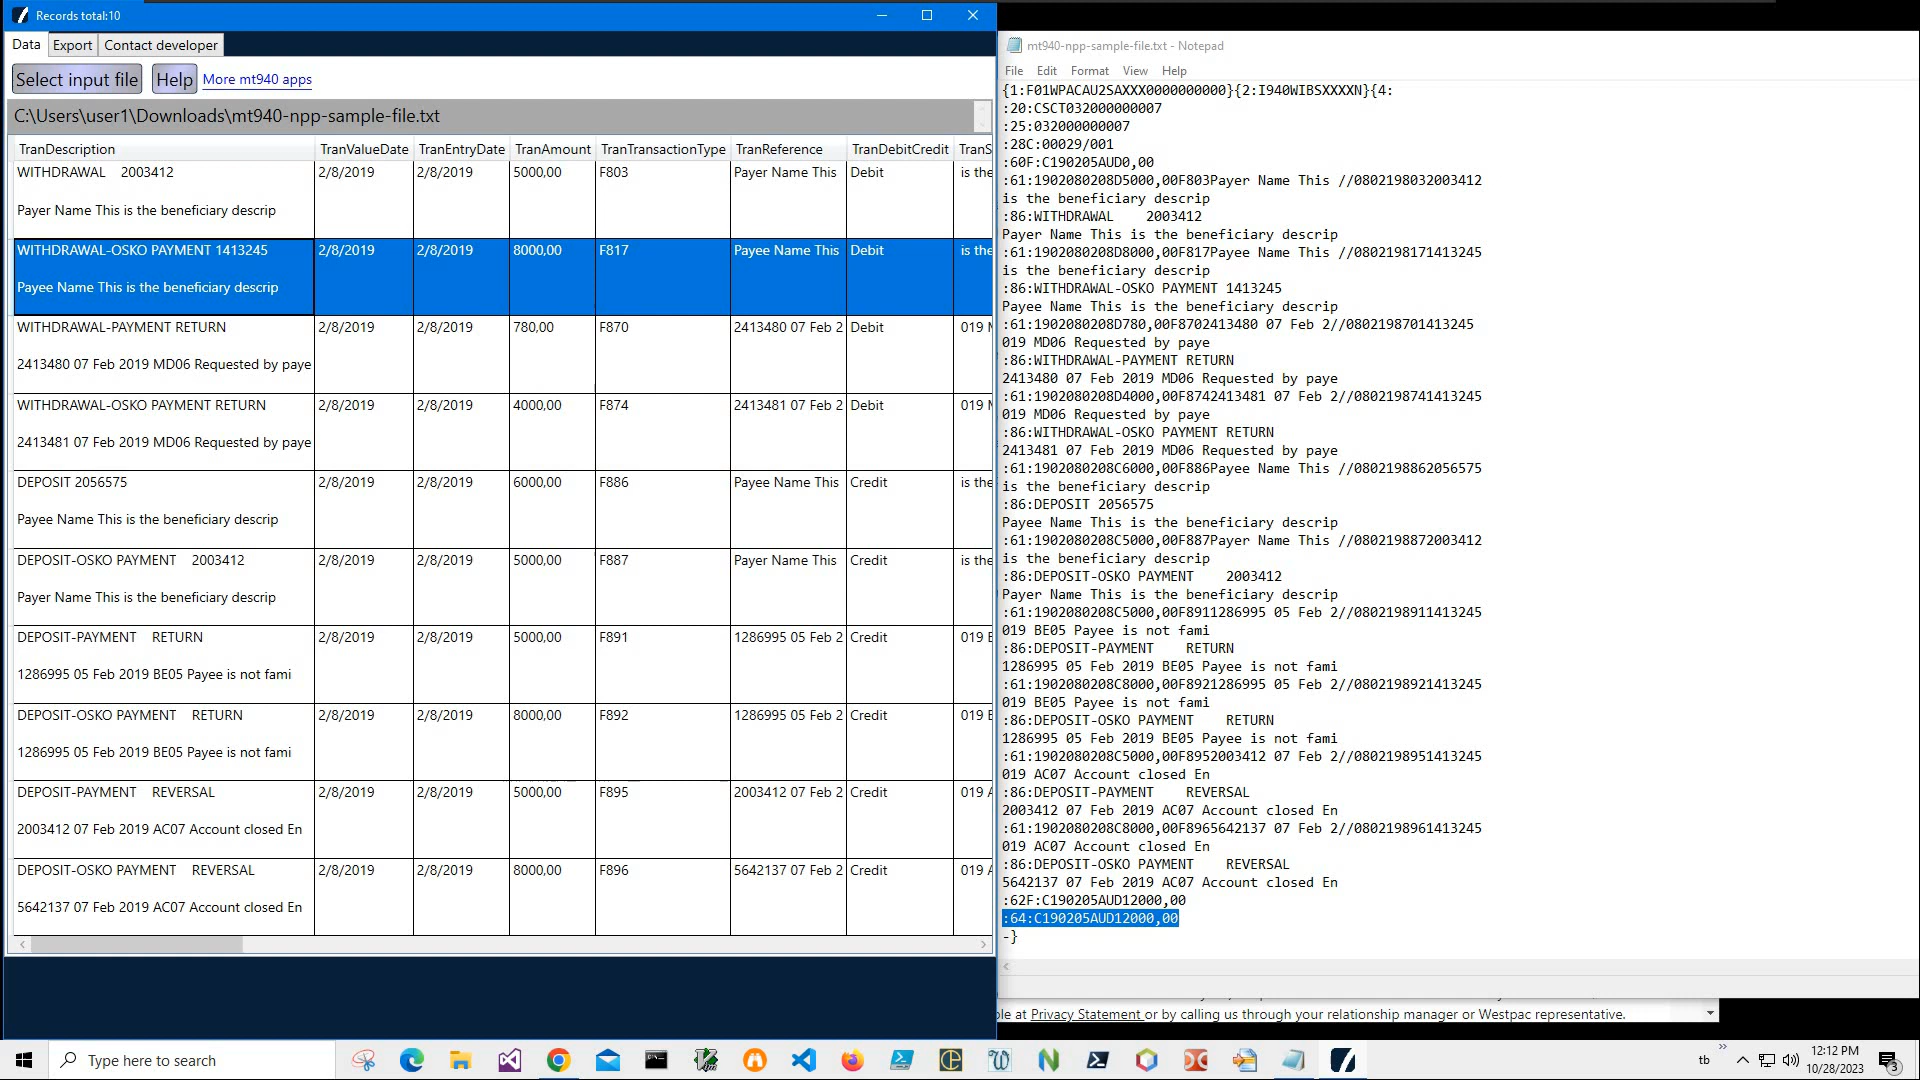 Records total:10
Data Export Contact developer
Select input file Help More mt940 apps
C:\Users\user1\Downloads\mt940-npp-sample-file.txt
TranDescription TranValueDate TranEntryDate TranAmount TranTransactionType TranReference TranDebitCredit TranS
WITHDRAWAL    2003412 2/8/2019 2/8/2019 5000,00 F803 Payer Name This Debit is the
Payer Name This is the beneficiary descrip
WITHDRAWAL-OSKO PAYMENT 1413245 2/8/2019 2/8/2019 8000,00 F817 Payee Name This Debit is the
Payee Name This is the beneficiary descrip
WITHDRAWAL-PAYMENT RETURN 2/8/2019 2/8/2019 780,00 F870 2413480 07 Feb 2 Debit 019
2413480 07 Feb 2019 MD06 Requested by paye
WITHDRAWAL-OSKO PAYMENT RETURN 2/8/2019 2/8/2019 4000,00 F874 2413481 07 Feb 2 Debit 019
2413481 07 Feb 2019 MD06 Requested by paye
DEPOSIT 2056575 2/8/2019 2/8/2019 6000,00 F886 Payee Name This Credit is the
Payee Name This is the beneficiary descrip
DEPOSIT-OSKO PAYMENT    2003412 2/8/2019 2/8/2019 5000,00 F887 Payer Name This Credit is the
Payer Name This is the beneficiary descrip
DEPOSIT-PAYMENT    RETURN 2/8/2019 2/8/2019 5000,00 F891 1286995 05 Feb 2 Credit 019
1286995 05 Feb 2019 BE05 Payee is not fami
DEPOSIT-OSKO PAYMENT    RETURN 2/8/2019 2/8/2019 8000,00 F892 1286995 05 Feb 2 Credit 019
1286995 05 Feb 2019 BE05 Payee is not fami
DEPOSIT-PAYMENT    REVERSAL 2/8/2019 2/8/2019 5000,00 F895 2003412 07 Feb 2 Credit 019
2003412 07 Feb 2019 AC07 Account closed En
DEPOSIT-OSKO PAYMENT    REVERSAL 2/8/2019 2/8/2019 8000,00 F896 5642137 07 Feb 2 Credit 019
5642137 07 Feb 2019 AC07 Account closed En
mt940-npp-sample-file.txt - Notepad
File Edit Format View Help
{1:F01WPACAU2SAXXX0000000000}{2:I940WIBSXXXXN}{4:
:20:CSCT032000000007
:25:032000000007
:28C:00029/001
:60F:C190205AUD0,00
:61:1902080208D5000,00F803Payer Name This //0802198032003412
is the beneficiary descrip
:86:WITHDRAWAL    2003412
Payer Name This is the beneficiary descrip
:61:1902080208D8000,00F817Payee Name This //0802198171413245
is the beneficiary descrip
:86:WITHDRAWAL-OSKO PAYMENT 1413245
Payee Name This is the beneficiary descrip
:61:1902080208D780,00F8702413480 07 Feb 2//0802198701413245
019 MD06 Requested by paye
:86:WITHDRAWAL-PAYMENT RETURN
2413480 07 Feb 2019 MD06 Requested by paye
:61:1902080208D4000,00F8742413481 07 Feb 2//0802198741413245
019 MD06 Requested by paye
:86:WITHDRAWAL-OSKO PAYMENT RETURN
2413481 07 Feb 2019 MD06 Requested by paye
:61:1902080208C6000,00F886Payee Name This //0802198862056575
is the beneficiary descrip
:86:DEPOSIT 2056575
Payee Name This is the beneficiary descrip
:61:1902080208C5000,00F887Payer Name This //0802198872003412
is the beneficiary descrip
:86:DEPOSIT-OSKO PAYMENT    2003412
Payer Name This is the beneficiary descrip
:61:1902080208C5000,00F8911286995 05 Feb 2//0802198911413245
019 BE05 Payee is not fami
:86:DEPOSIT-PAYMENT    RETURN
1286995 05 Feb 2019 BE05 Payee is not fami
:61:1902080208C8000,00F8921286995 05 Feb 2//0802198921413245
019 BE05 Payee is not fami
:86:DEPOSIT-OSKO PAYMENT    RETURN
1286995 05 Feb 2019 BE05 Payee is not fami
:61:1902080208C5000,00F8952003412 07 Feb 2//0802198951413245
019 AC07 Account closed En
:86:DEPOSIT-PAYMENT    REVERSAL
2003412 07 Feb 2019 AC07 Account closed En
:61:1902080208C8000,00F8965642137 07 Feb 2//0802198961413245
019 AC07 Account closed En
:86:DEPOSIT-OSKO PAYMENT    REVERSAL
5642137 07 Feb 2019 AC07 Account closed En
:62F:C190205AUD12000,00
:64:C190205AUD12000,00
-}
ple at Privacy Statement or by calling us through your relationship manager or Westpac representative.
Type here to search
tb
12:12 PM
10/28/2023
3